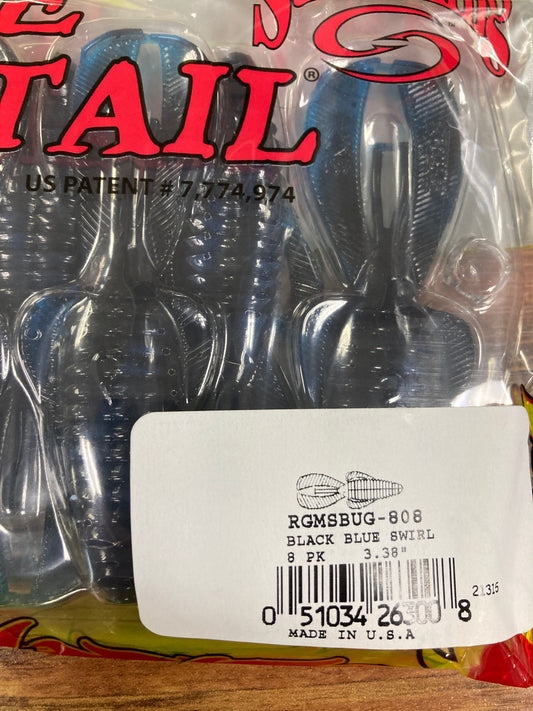 TAIL®
US PATENT # 7,774,974
RGMSBUG-808
BLACK BLUE SWIRL
8 PK 3.38"
21315
0 51034 26300 8
MADE IN U.S.A